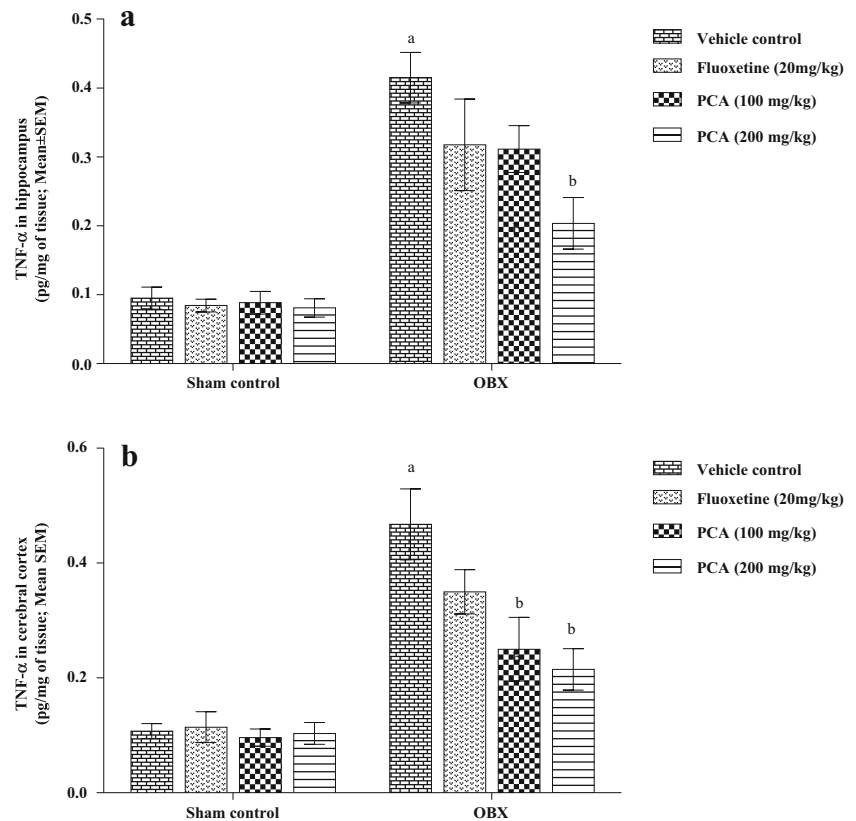 a
TNF-α in hippocampus
(pg/mg of tissue; Mean±SEM)
0.5
0.4
0.3
0.2
0.1
0.0
a
b
Sham control
OBX
Vehicle control
Fluoxetine (20mg/kg)
PCA (100 mg/kg)
PCA (200 mg/kg)
b
TNF-α in cerebral cortex
(pg/mg of tissue; Mean SEM)
0.6
0.4
0.2
0.0
a
b
b
Sham control
OBX
Vehicle control
Fluoxetine (20mg/kg)
PCA (100 mg/kg)
PCA (200 mg/kg)